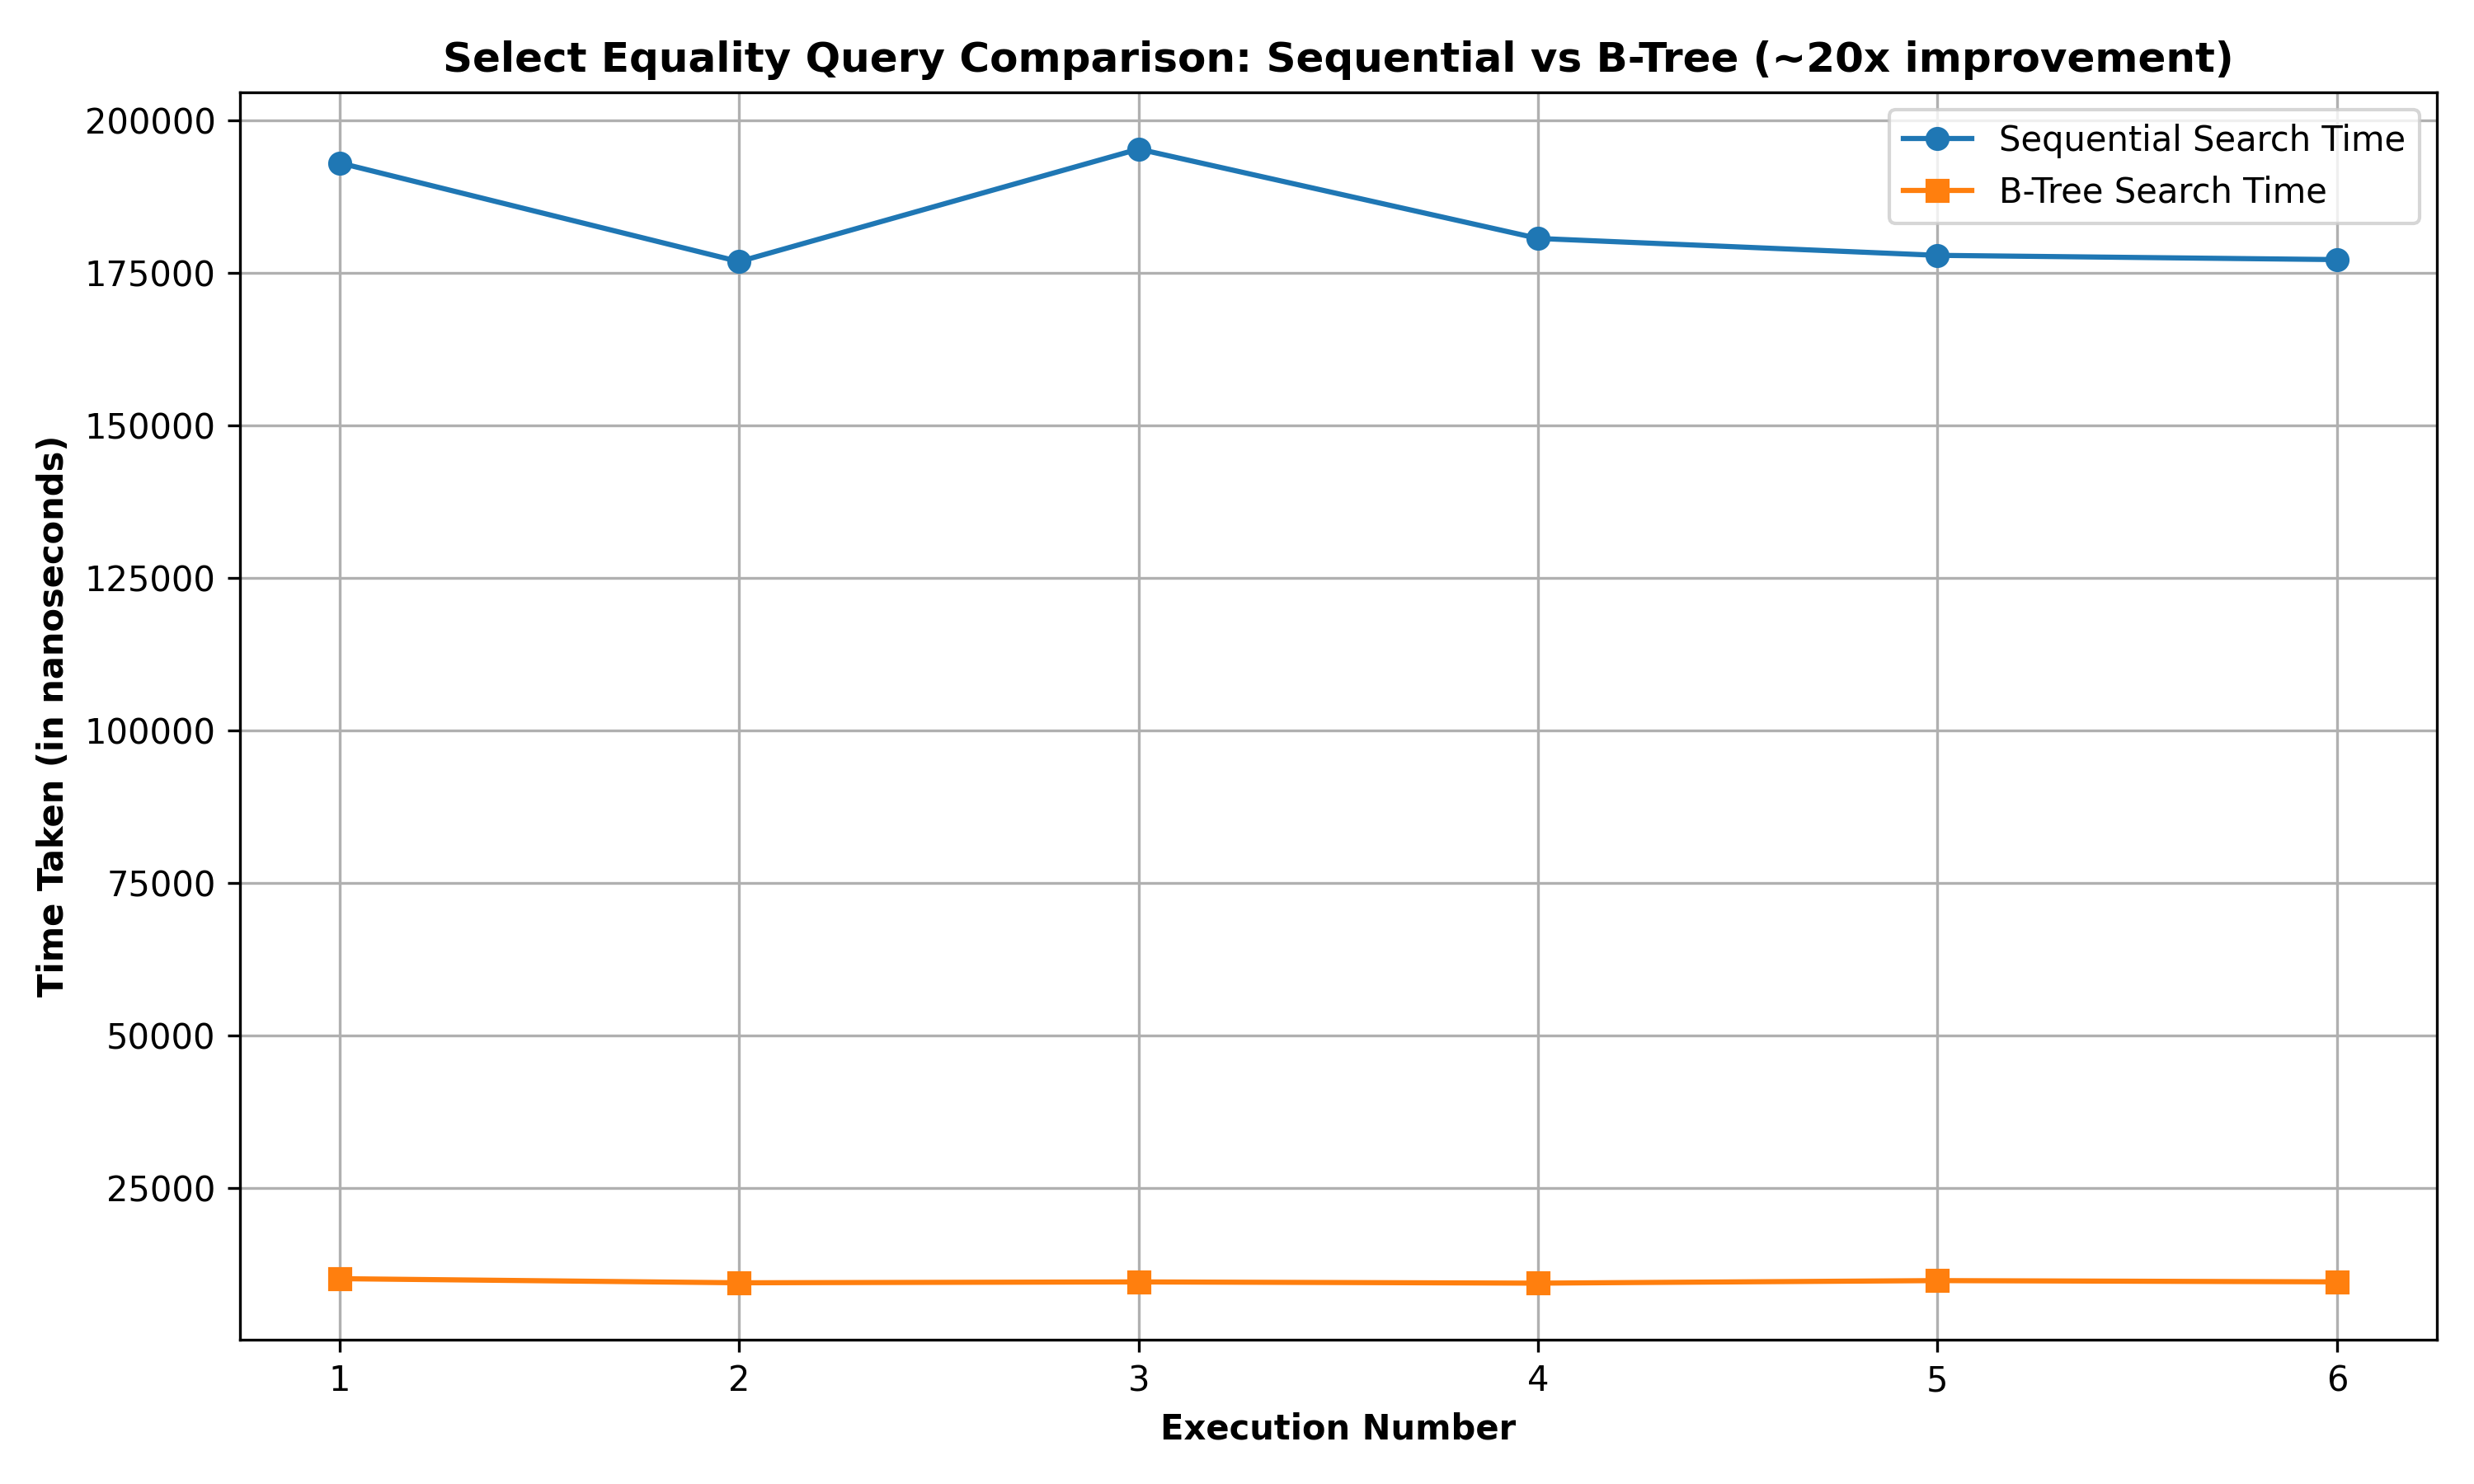 Select Equality Query Comparison: Sequential vs B-Tree (~20x improvement)
Sequential Search Time
B-Tree Search Time
Time Taken (in nanoseconds)
200000
175000
150000
125000
100000
75000
50000
25000
1 2 3 4 5 6
Execution Number